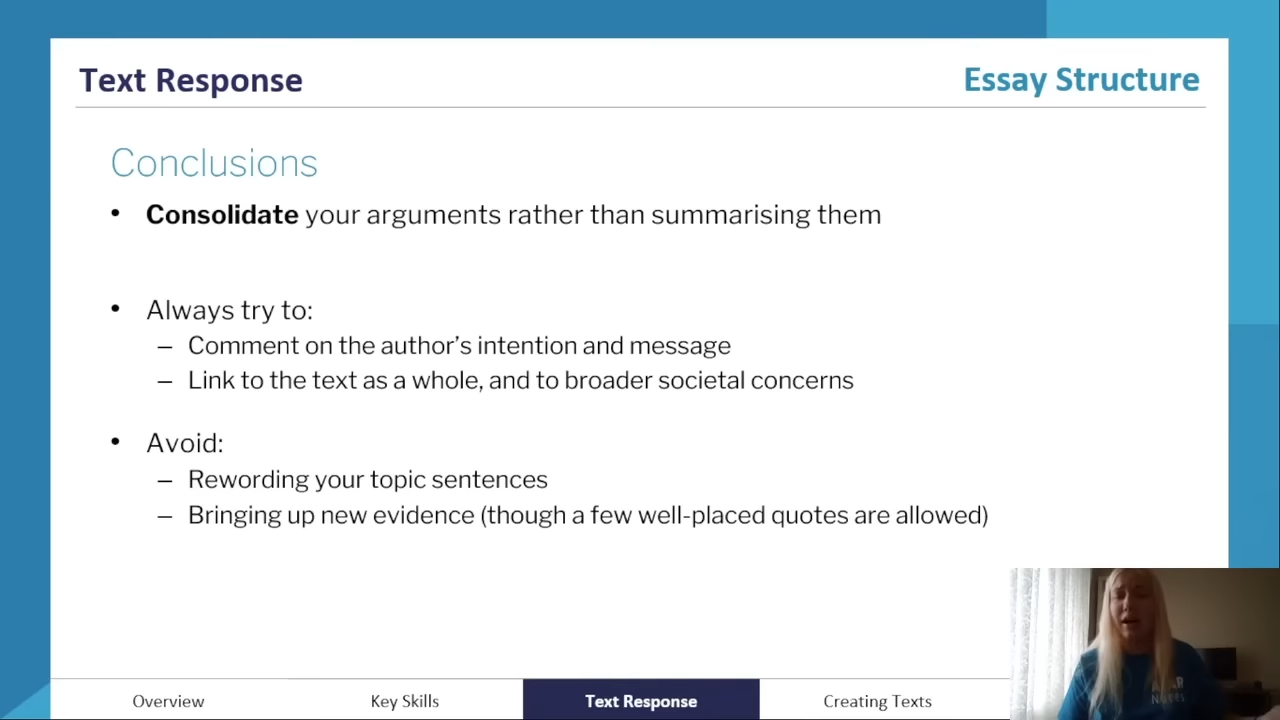 Text Response
Essay Structure
Conclusions
• Consolidate your arguments rather than summarising them
• Always try to:
– Comment on the author’s intention and message
– Link to the text as a whole, and to broader societal concerns
• Avoid:
– Rewording your topic sentences
– Bringing up new evidence (though a few well-placed quotes are allowed)
Overview
Key Skills
Text Response
Creating Texts